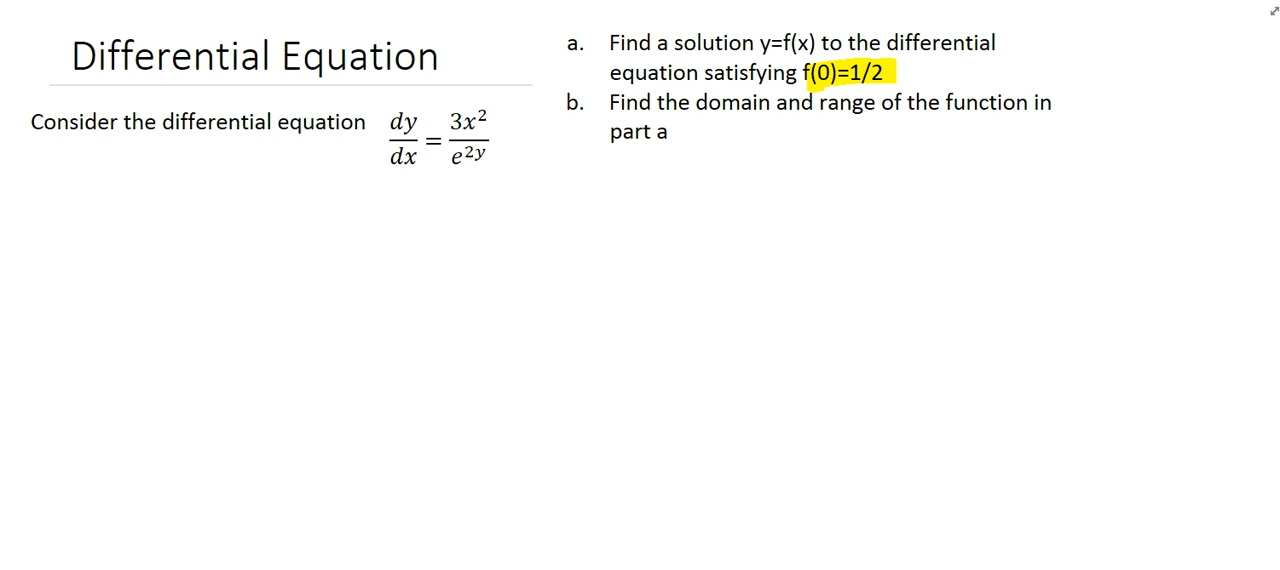 Differential Equation
Consider the differential equation dy/dx = 3x²/e^{2y}
a. Find a solution y=f(x) to the differential
equation satisfying f(0)=1/2
b. Find the domain and range of the function in
part a